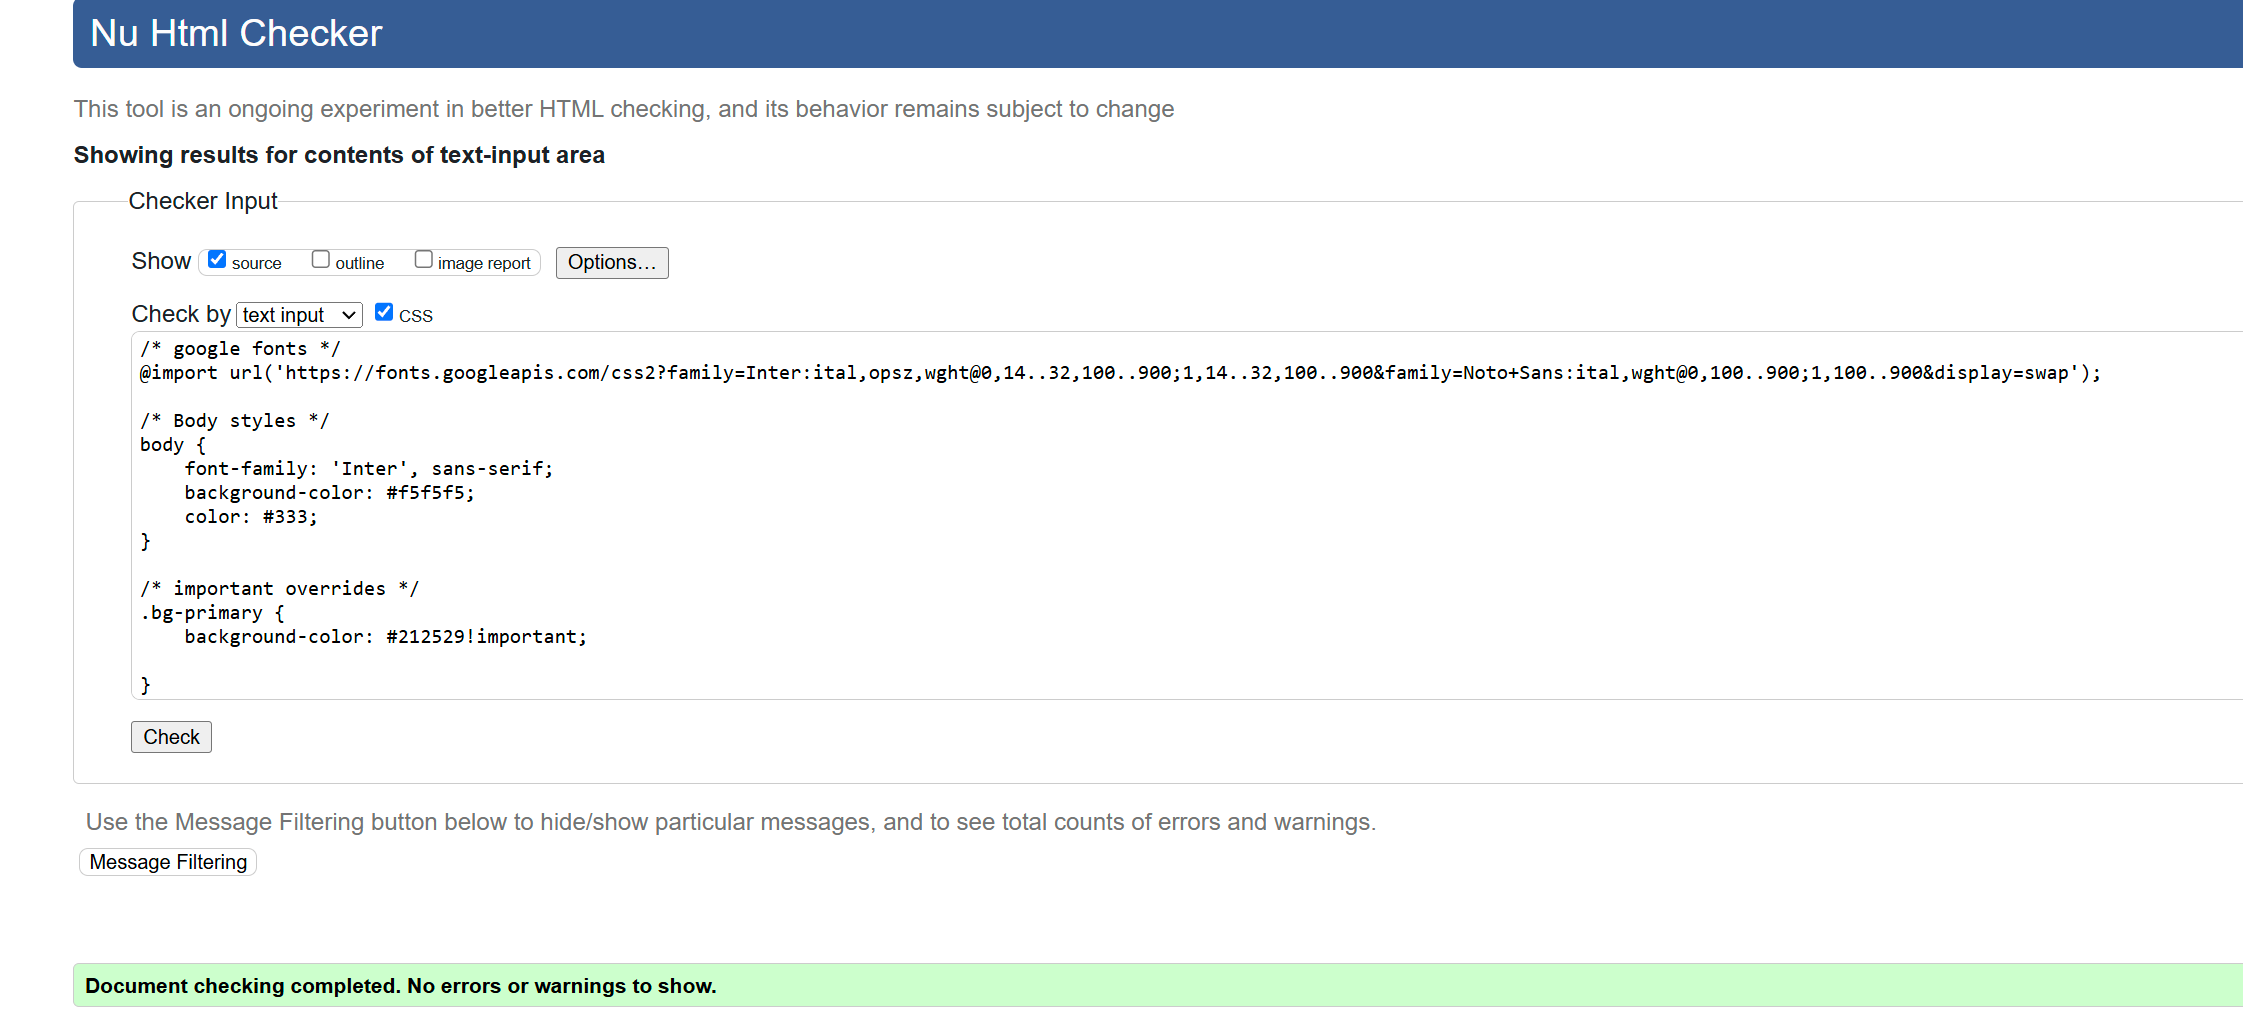 Nu Html Checker
This tool is an ongoing experiment in better HTML checking, and its behavior remains subject to change
Showing results for contents of text-input area
Checker Input
Show source outline image report Options...
Check by text input CSS
/* google fonts */
@import url('https://fonts.googleapis.com/css2?family=Inter:ital,opsz,wght@0,14..32,100..900;1,14..32,100..900&family=Noto+Sans:ital,wght@0,100..900;1,100..900&display=swap');
/* Body styles */
body {
    font-family: 'Inter', sans-serif;
    background-color: #f5f5f5;
    color: #333;
}
/* important overrides */
.bg-primary {
    background-color: #212529!important;
}
Check
Use the Message Filtering button below to hide/show particular messages, and to see total counts of errors and warnings.
Message Filtering
Document checking completed. No errors or warnings to show.